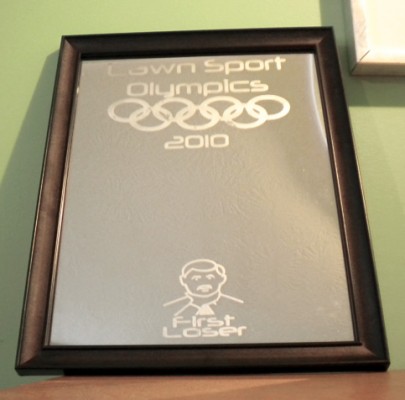 Lawn Sport
Olympics
2010
First
Loser